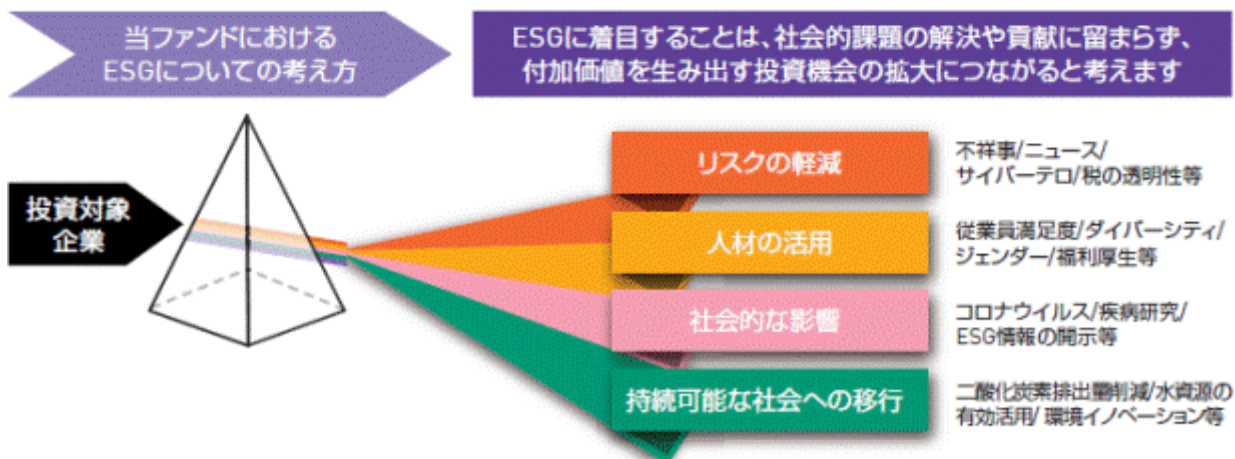 当ファンドにおける
ESGについての考え方
ESGに着目することは、社会的課題の解決や貢献に留まらず、
付加価値を生み出す投資機会の拡大につながると考えます
投資対象
企業
リスクの軽減
不祥事/ニュース/
サイバーテロ/税の透明性等
人材の活用
従業員満足度/ダイバーシティ/
ジェンダー/福利厚生等
社会的な影響
コロナウイルス/疾病研究/
ESG情報の開示等
持続可能な社会への移行
二酸化炭素排出量削減/水資源の
有効活用/ 環境イノベーション等